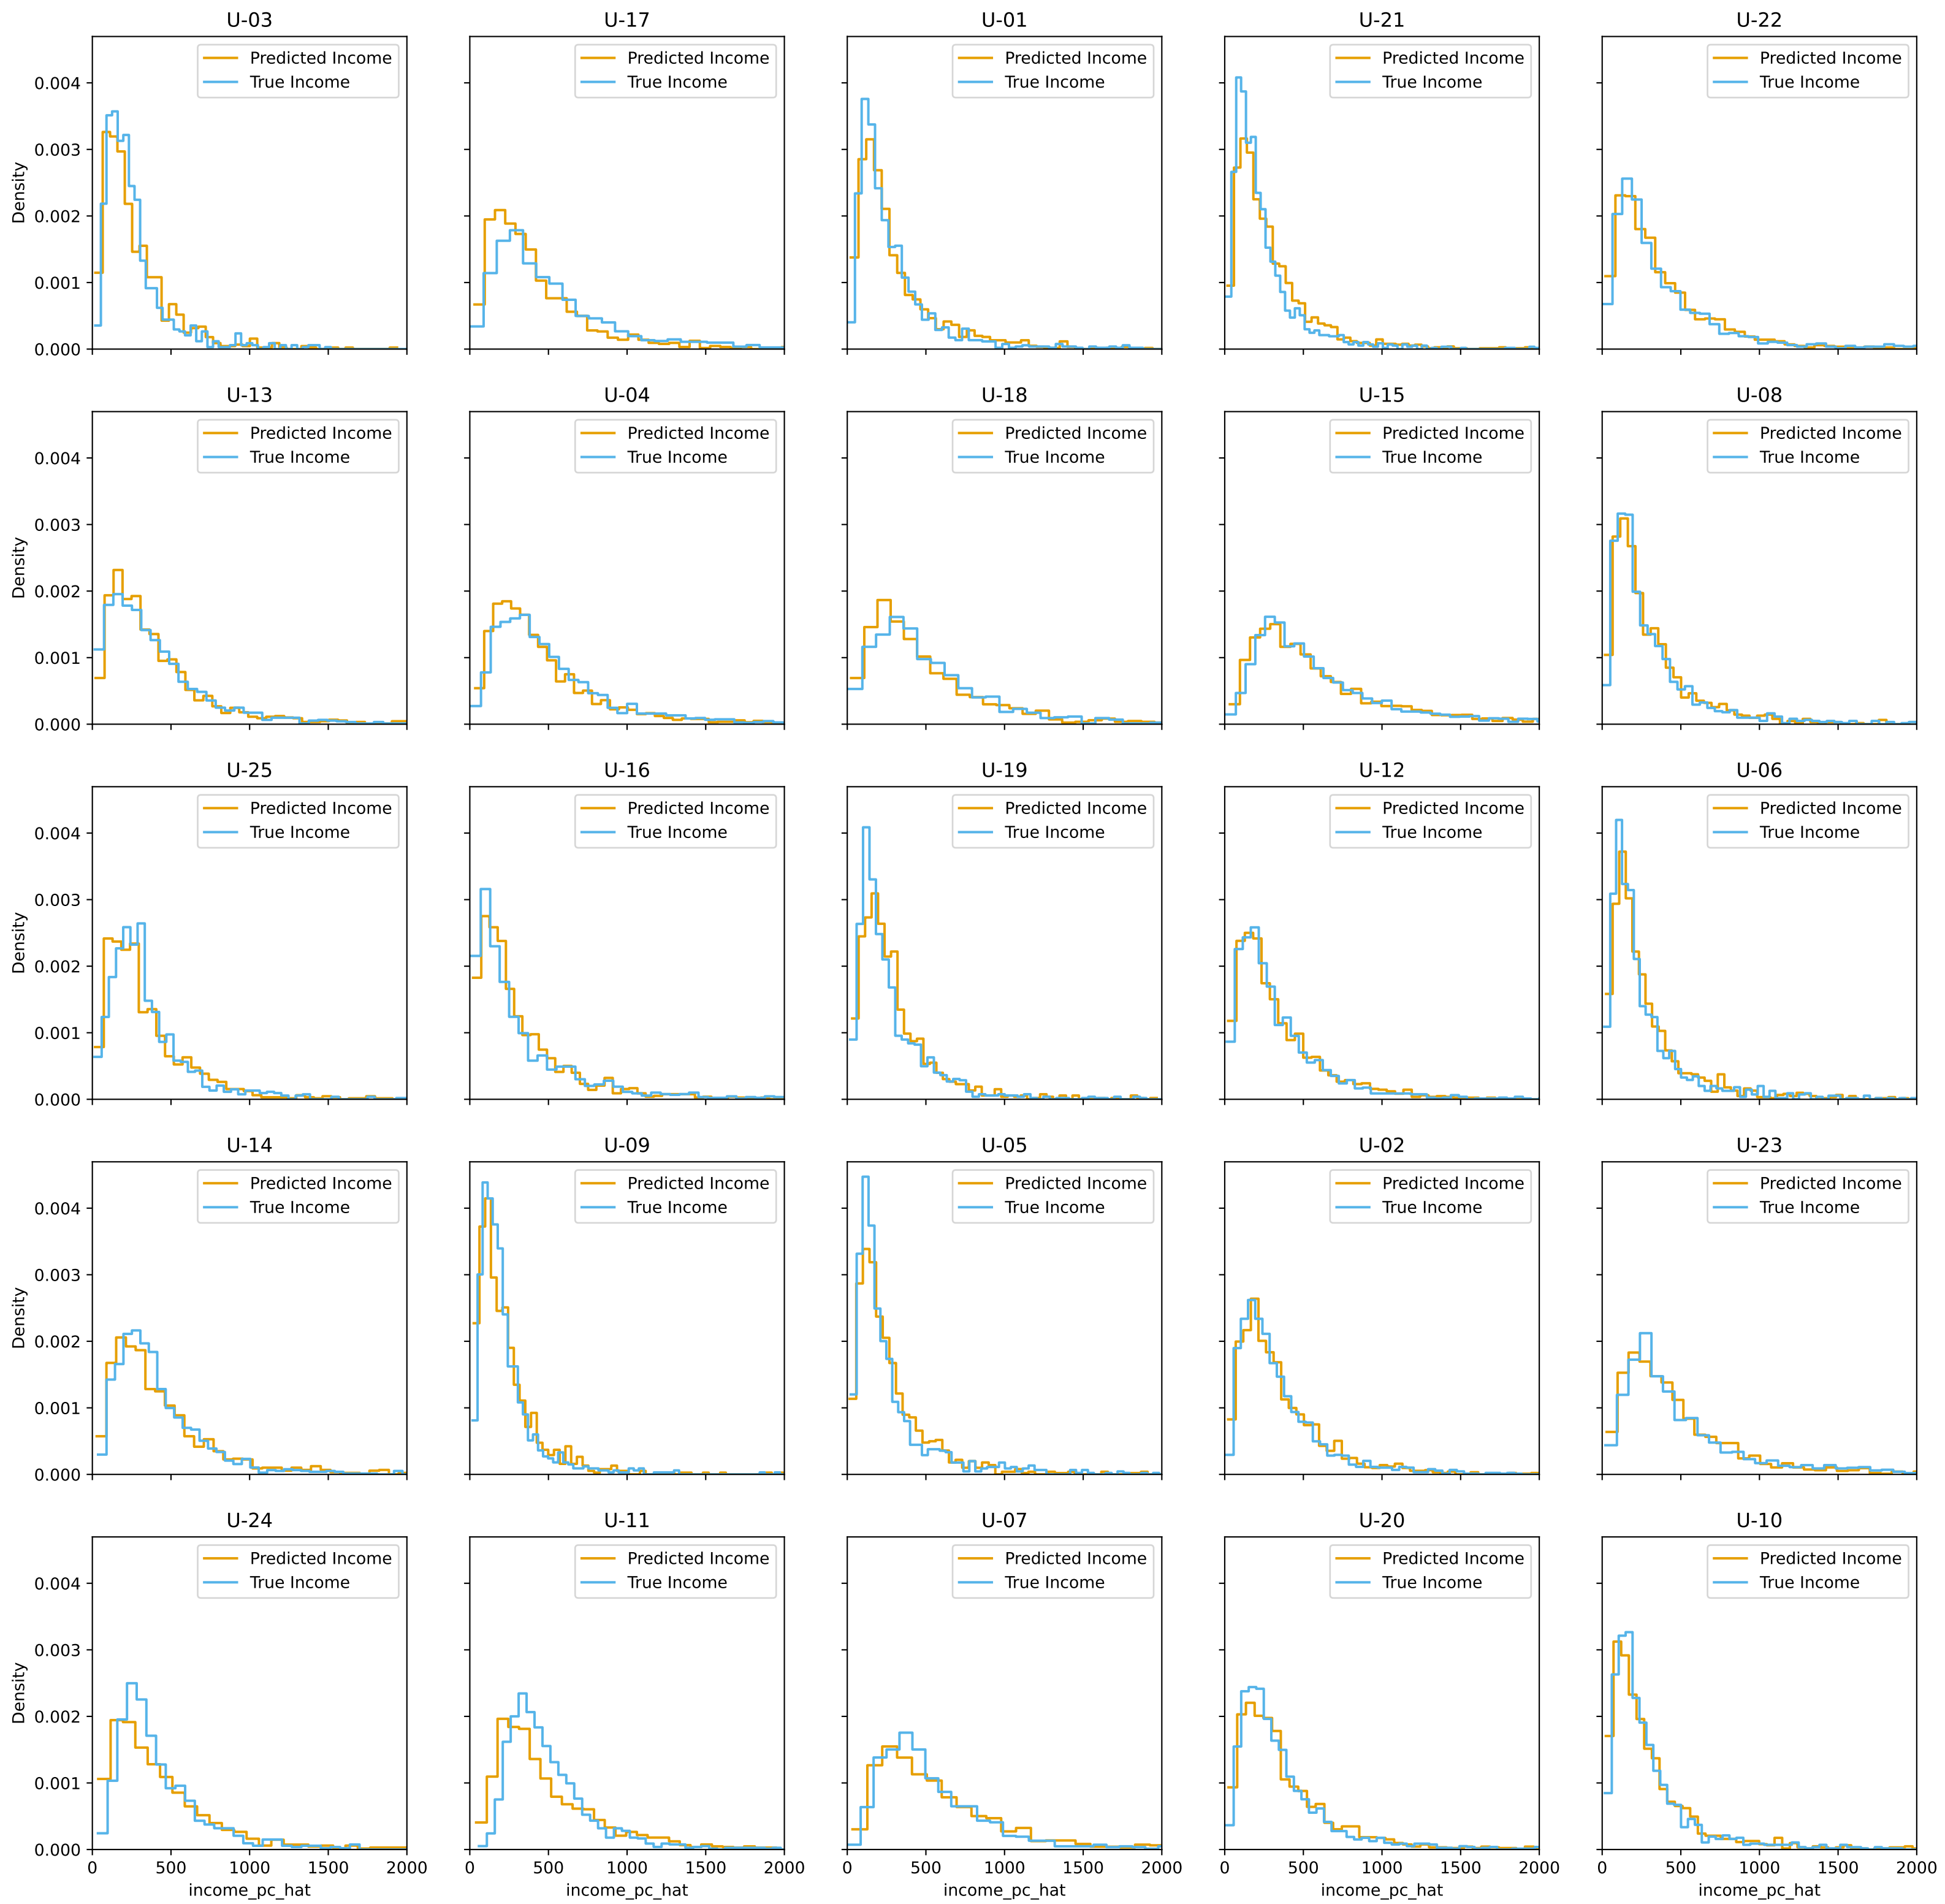 U-03 U-17 U-01 U-21 U-22
Predicted Income Predicted Income Predicted Income Predicted Income Predicted Income
0.004 True Income True Income True Income True Income True Income
0.003
Density
0.002
0.001
0.000
U-13 U-04 U-18 U-15 U-08
Predicted Income Predicted Income Predicted Income Predicted Income Predicted Income
0.004 True Income True Income True Income True Income True Income
0.003
Density
0.002
0.001
0.000
U-25 U-16 U-19 U-12 U-06
Predicted Income Predicted Income Predicted Income Predicted Income Predicted Income
0.004 True Income True Income True Income True Income True Income
0.003
Density
0.002
0.001
0.000
U-14 U-09 U-05 U-02 U-23
Predicted Income Predicted Income Predicted Income Predicted Income Predicted Income
0.004 True Income True Income True Income True Income True Income
0.003
Density
0.002
0.001
0.000
U-24 U-11 U-07 U-20 U-10
Predicted Income Predicted Income Predicted Income Predicted Income Predicted Income
0.004 True Income True Income True Income True Income True Income
0.003
Density
0.002
0.001
0.000
0 500 1000 1500 2000 0 500 1000 1500 2000 0 500 1000 1500 2000 0 500 1000 1500 2000 0 500 1000 1500 2000
income_pc_hat income_pc_hat income_pc_hat income_pc_hat income_pc_hat